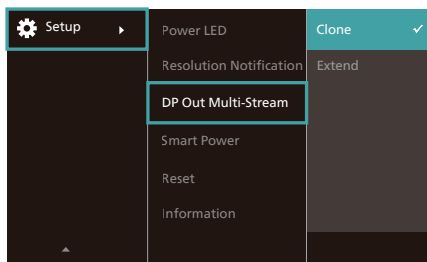 Setup
Power LED
Clone
Resolution Notification
Extend
DP Out Multi-Stream
Smart Power
Reset
Information